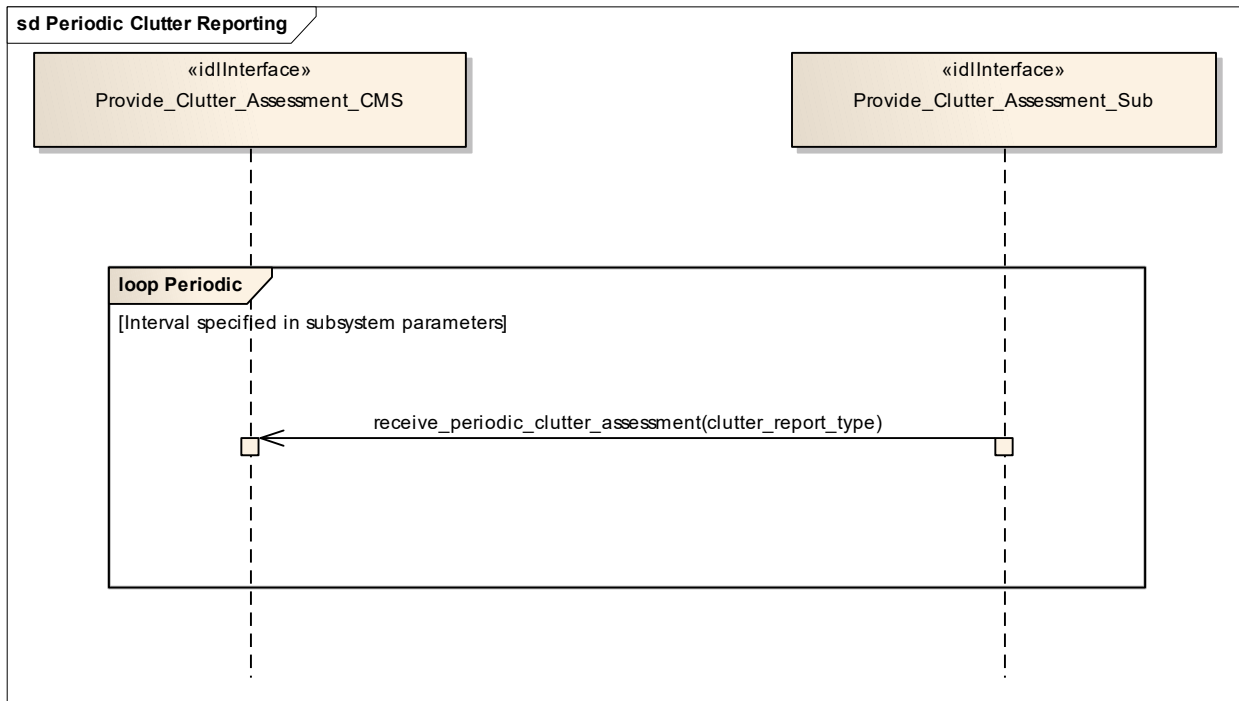 sd Periodic Clutter Reporting
«idlInterface»
Provide_Clutter_Assessment_CMS
«idlInterface»
Provide_Clutter_Assessment_Sub
loop Periodic
[Interval specified in subsystem parameters]
receive_periodic_clutter_assessment(clutter_report_type)